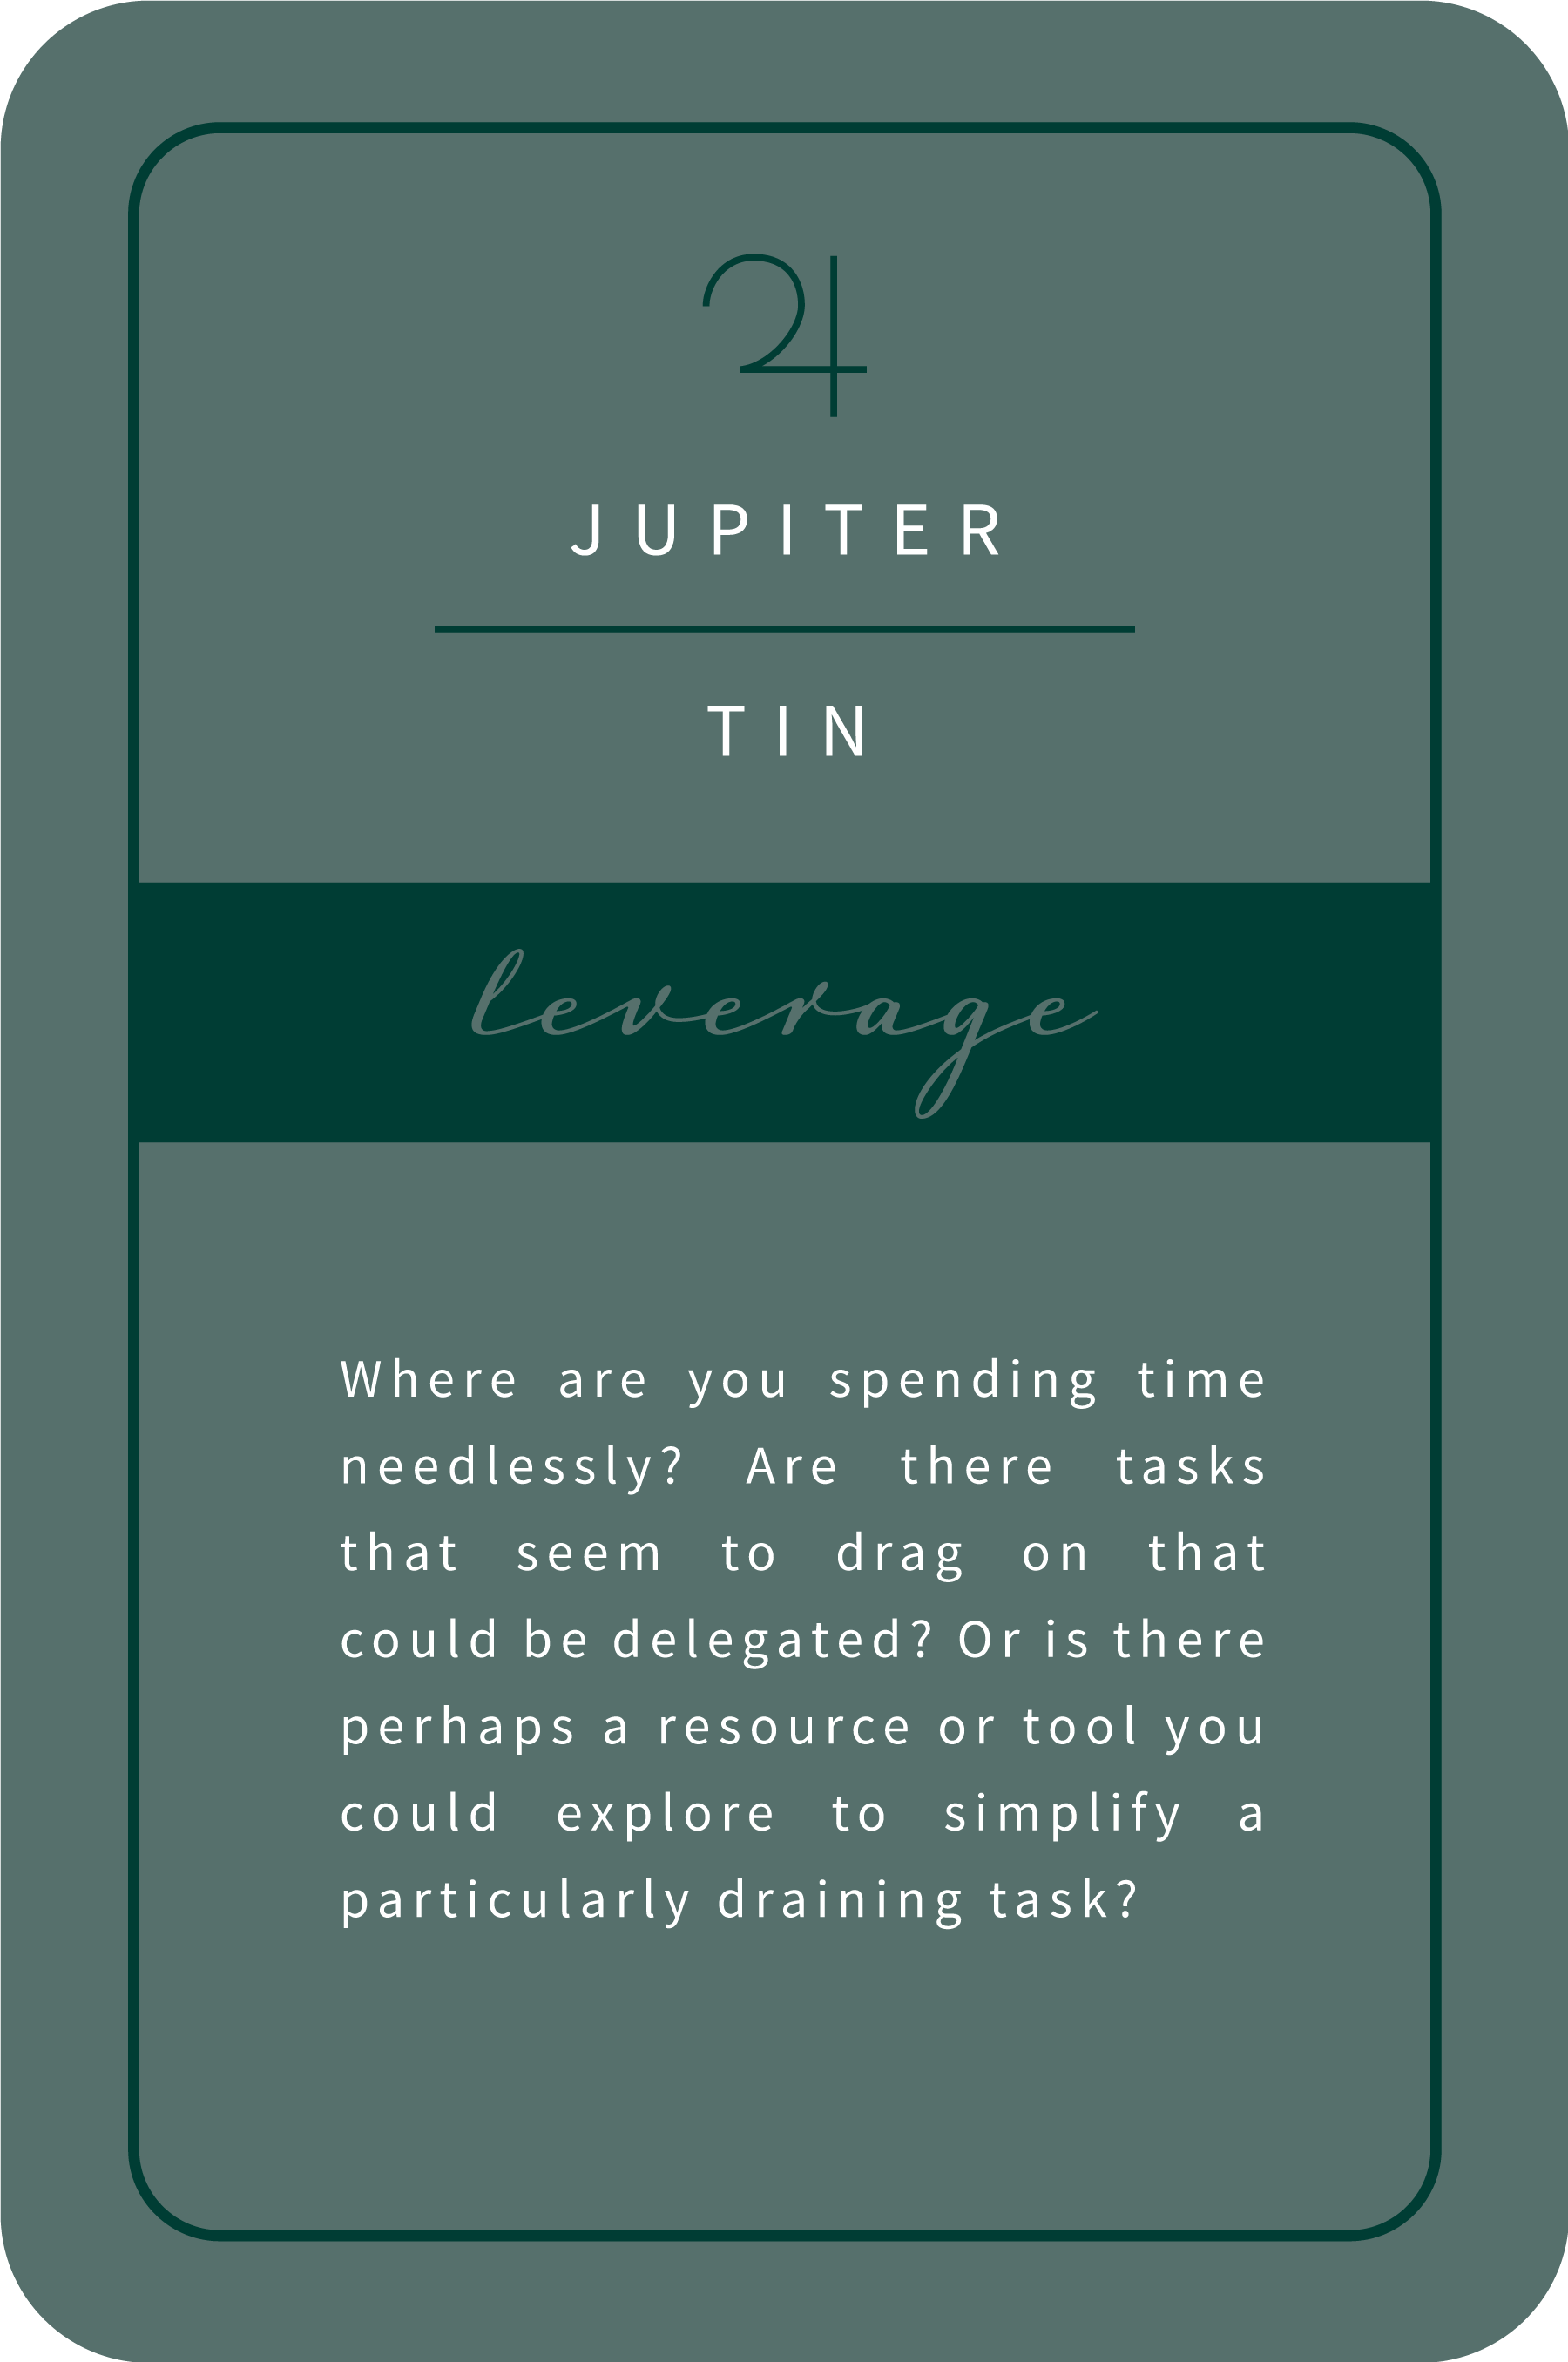 ♃
JUPITER
TIN
leverage
Where are you spending time
needlessly? Are there tasks
that seem to drag on that
could be delegated? Or is there
perhaps a resource or tool you
could explore to simplify a
particularly draining task?